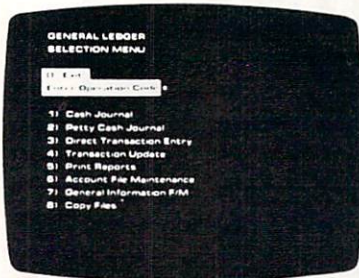 GENERAL LEDGER
SELECTION MENU
0) Exit
Enter Operation Code
1) Cash Journal
2) Petty Cash Journal
3) Direct Transaction Entry
4) Transaction Update
5) Print Reports
6) Account File Maintenance
7) General Information F/M
8) Copy Files